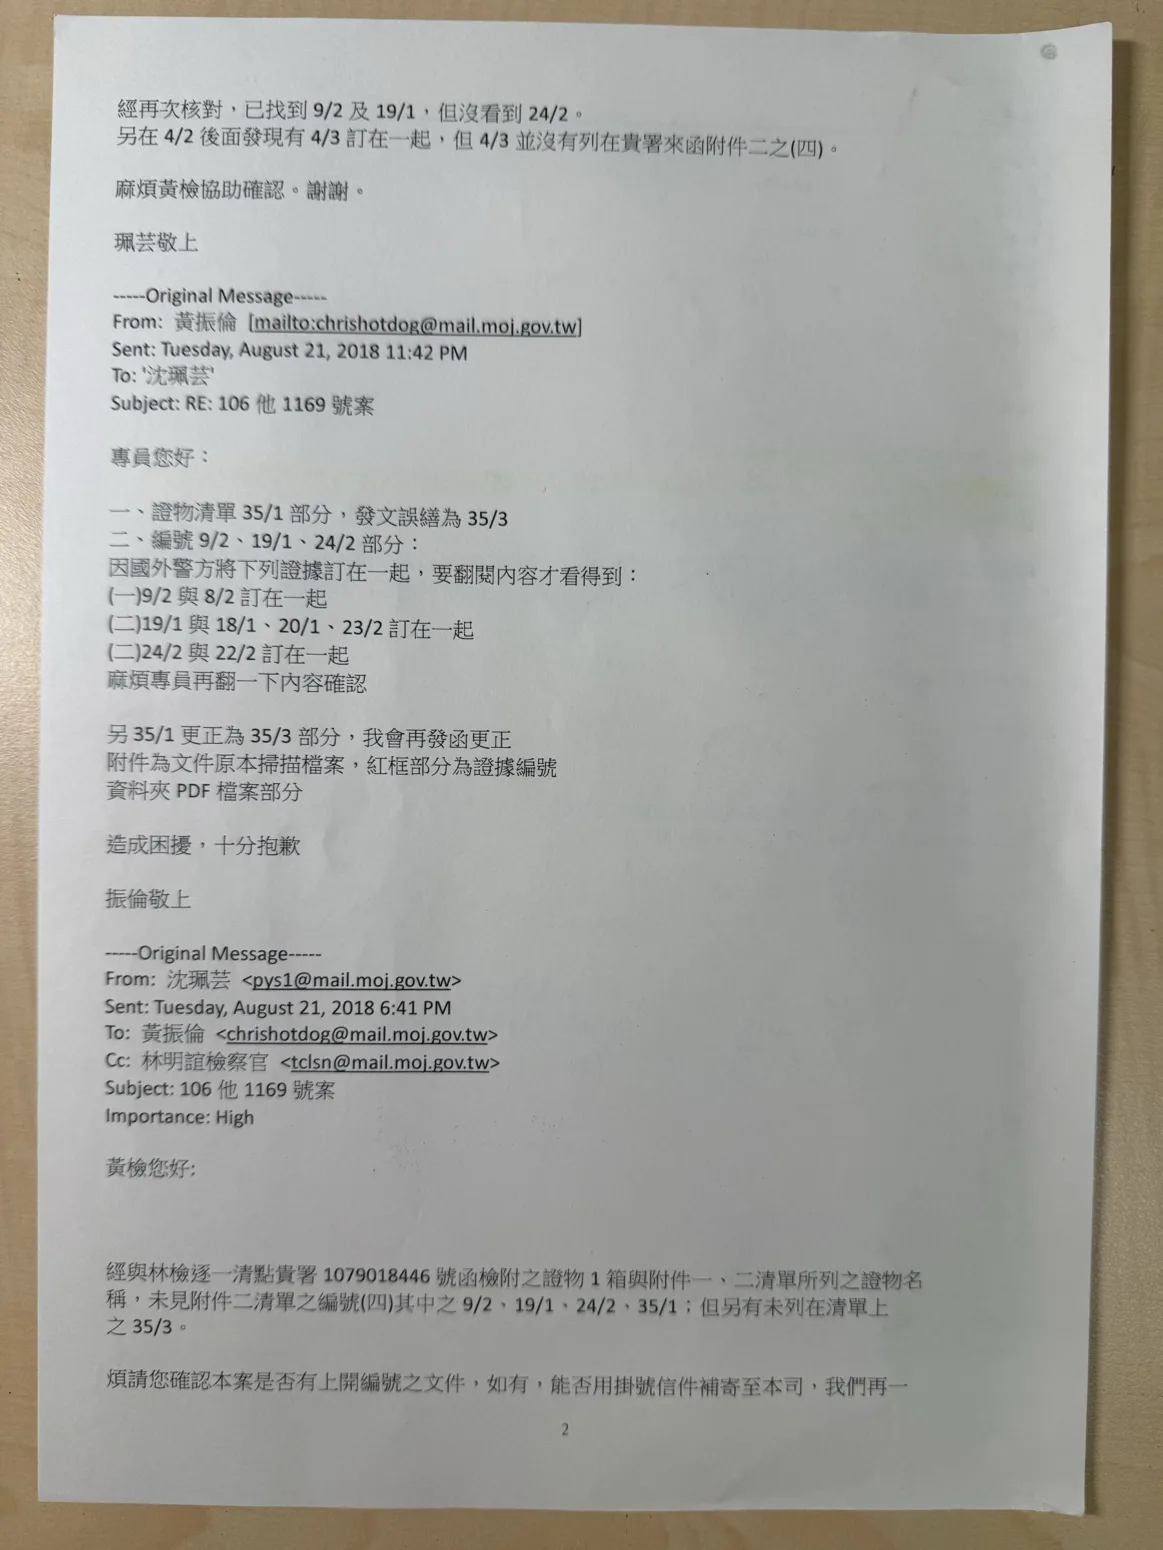 經再次核對，已找到 9/2 及 19/1，但沒看到 24/2。
另在 4/2 後面發現有 4/3 訂在一起，但 4/3 並沒有列在貴署來函附件二之(四)。
麻煩黃檢協助確認。謝謝。
珮芸敬上
-----Original Message-----
From: 黃振倫 [mailto:chrishotdog@mail.moj.gov.tw]
Sent: Tuesday, August 21, 2018 11:42 PM
To: '沈珮芸'
Subject: RE: 106 他 1169 號案
專員您好：
一、證物清單 35/1 部分，發文誤繕為 35/3
二、編號 9/2、19/1、24/2 部分：
因國外警方將下列證據訂在一起，要翻閱內容才看得到：
(一)9/2 與 8/2 訂在一起
(二)19/1 與 18/1、20/1、23/2 訂在一起
(二)24/2 與 22/2 訂在一起
麻煩專員再翻一下內容確認
另 35/1 更正為 35/3 部分，我會再發函更正
附件為文件原本掃描檔案，紅框部分為證據編號
資料夾 PDF 檔案部分
造成困擾，十分抱歉
振倫敬上
-----Original Message-----
From: 沈珮芸 <pys1@mail.moj.gov.tw>
Sent: Tuesday, August 21, 2018 6:41 PM
To: 黃振倫 <chrishotdog@mail.moj.gov.tw>
Cc: 林明誼檢察官 <tclsn@mail.moj.gov.tw>
Subject: 106 他 1169 號案
Importance: High
黃檢您好:
經與林檢逐一清點貴署 1079018446 號函檢附之證物 1 箱與附件一、二清單所列之證物名
稱，未見附件二清單之編號(四)其中之 9/2、19/1、24/2、35/1；但另有未列在清單上
之 35/3。
煩請您確認本案是否有上開編號之文件，如有，能否用掛號信件補寄至本司，我們再一
2